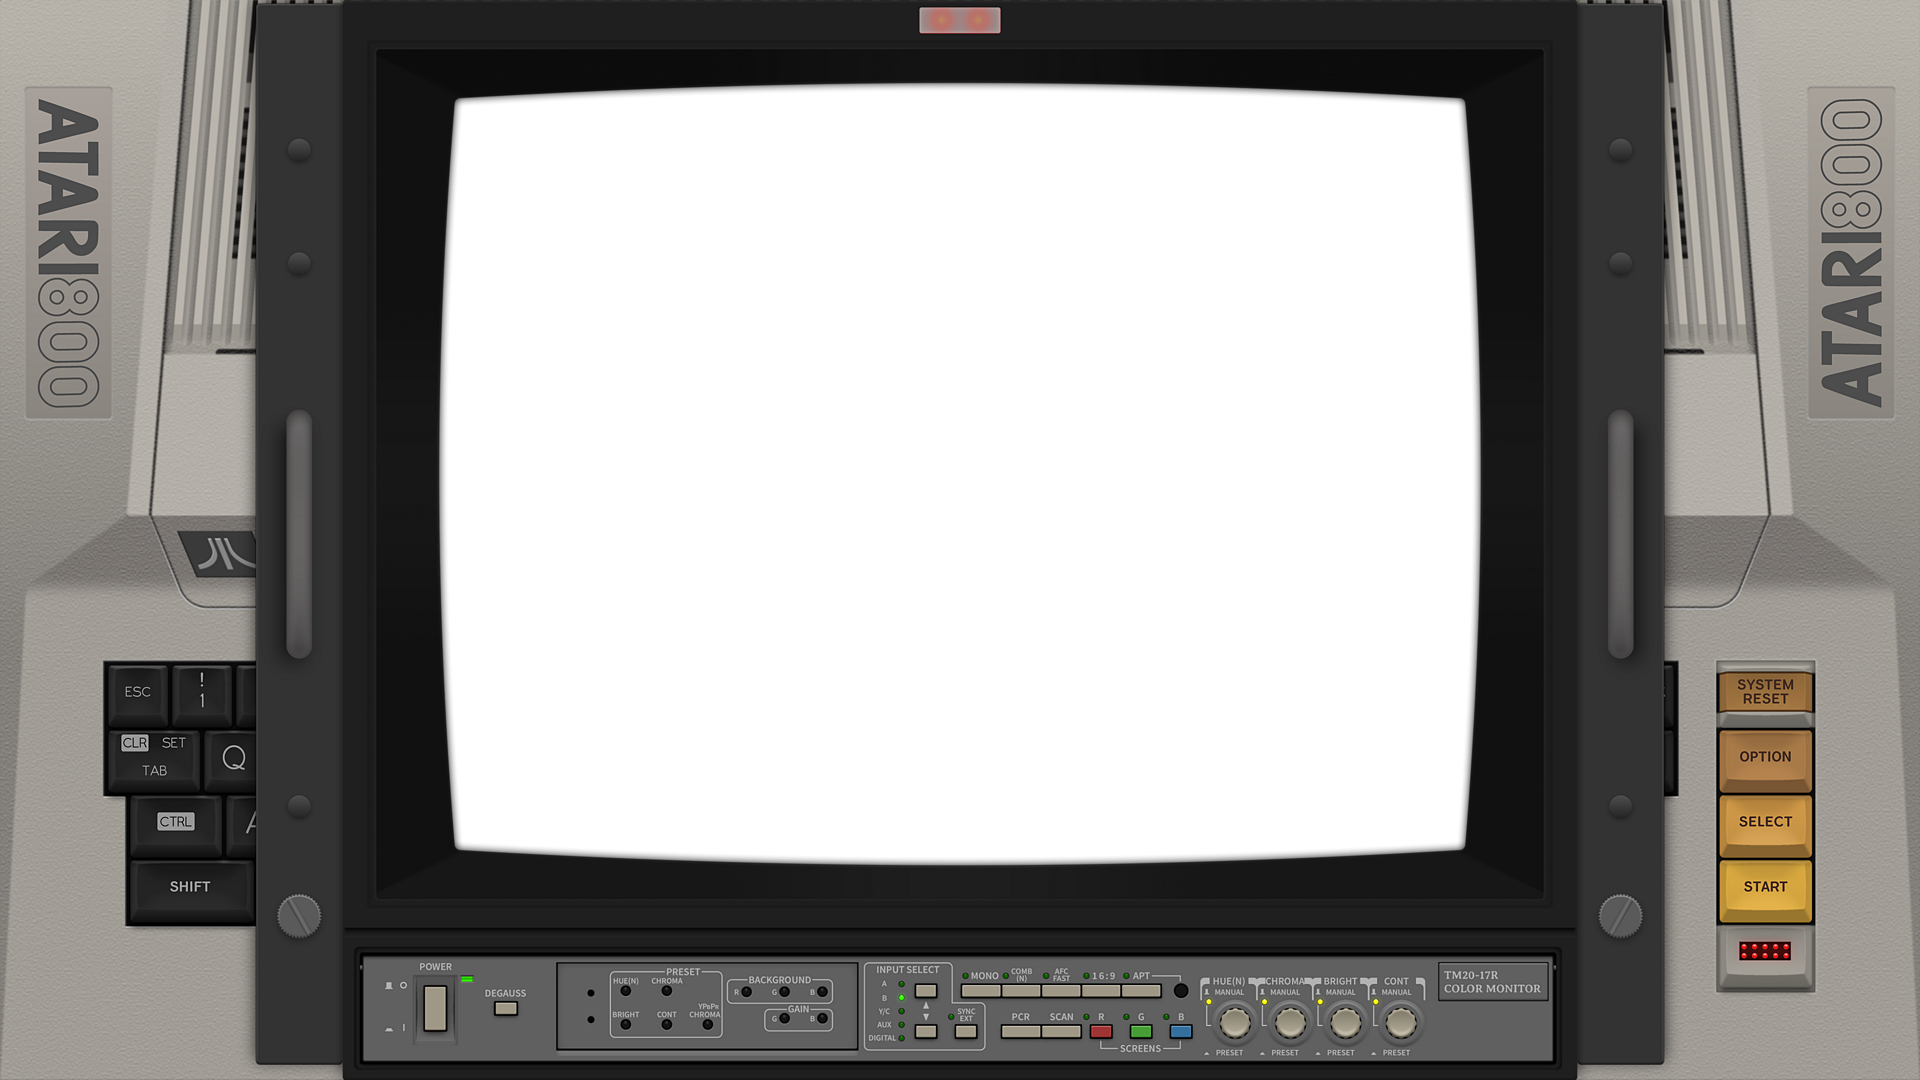 ATARI800
ATARI800
ESC
!
1
CLR SET
TAB
Q
CTRL
A
SHIFT
SYSTEM
RESET
OPTION
SELECT
START
POWER
O
I
DEGAUSS
PRESET
HUE(N)
CHROMA
BRIGHT
CONT
YPBPR
CHROMA
BACKGROUND
R
G
B
GAIN
G
B
INPUT SELECT
A
B
Y/C
AUX
DIGITAL
SYNC
EXT
MONO
COMB
(N)
AFC
FAST
16:9
APT
PCR
SCAN
R
G
B
SCREENS
HUE(N)
MANUAL
PRESET
CHROMA
MANUAL
PRESET
BRIGHT
MANUAL
PRESET
CONT
MANUAL
PRESET
TM20-17R
COLOR MONITOR